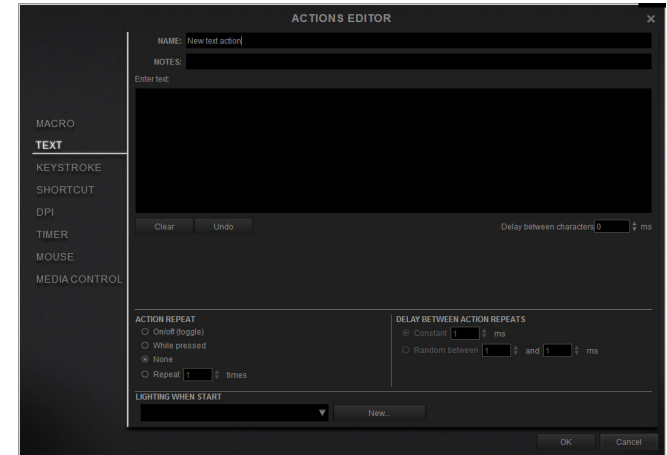 ACTIONS EDITOR
NAME: New text action
NOTES:
Enter text:
MACRO
TEXT
KEYSTROKE
SHORTCUT
DPI
TIMER
MOUSE
MEDIA CONTROL
Clear Undo Delay between characters 0 ms
ACTION REPEAT
On/off (toggle)
While pressed
None
Repeat 1 times
DELAY BETWEEN ACTION REPEATS
Constant 1 ms
Random between 1 and 1 ms
LIGHTING WHEN START
New...
OK Cancel